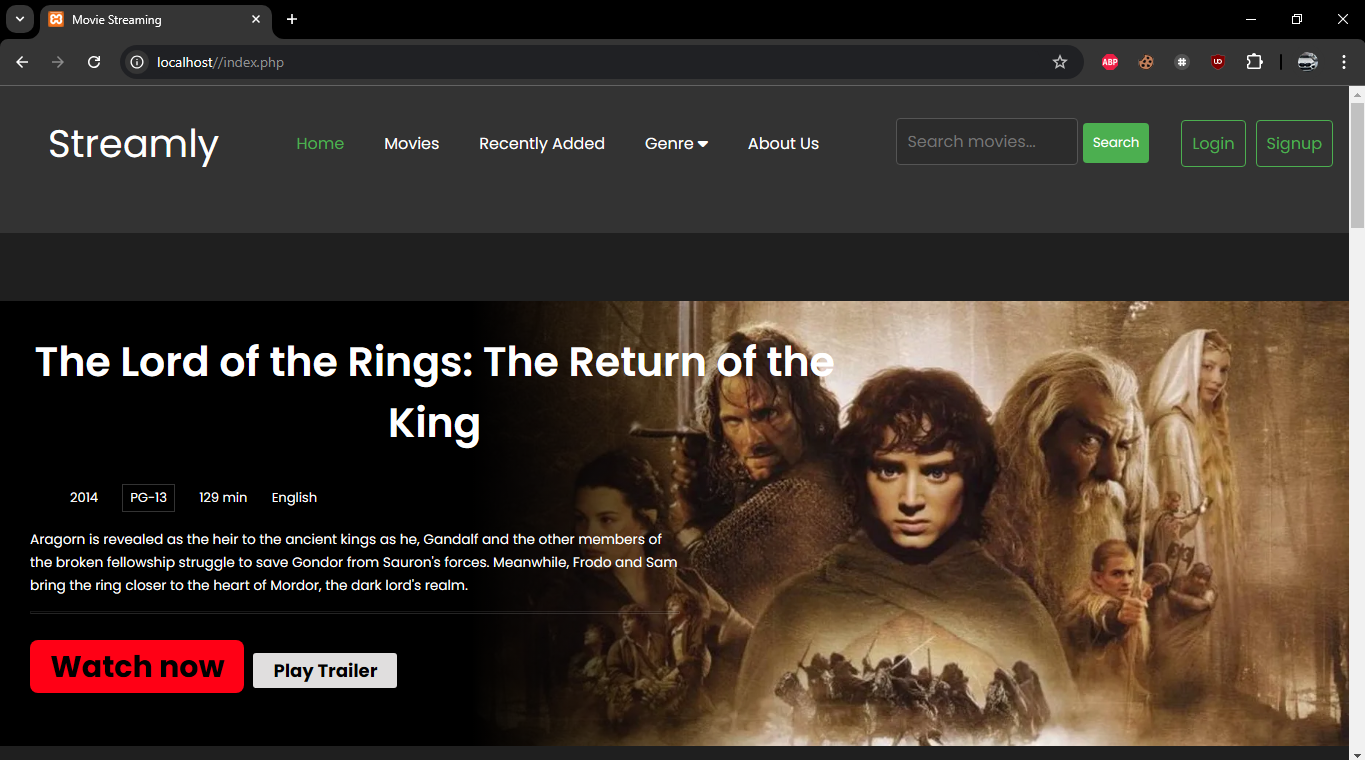 Movie Streaming
localhost//index.php
ABP
UD
Streamly
Home Movies Recently Added Genre About Us Search movies... Search Login Signup
The Lord of the Rings: The Return of the
King
2014 PG-13 129 min English
Aragorn is revealed as the heir to the ancient kings as he, Gandalf and the other members of
the broken fellowship struggle to save Gondor from Sauron's forces. Meanwhile, Frodo and Sam
bring the ring closer to the heart of Mordor, the dark lord's realm.
Watch now Play Trailer